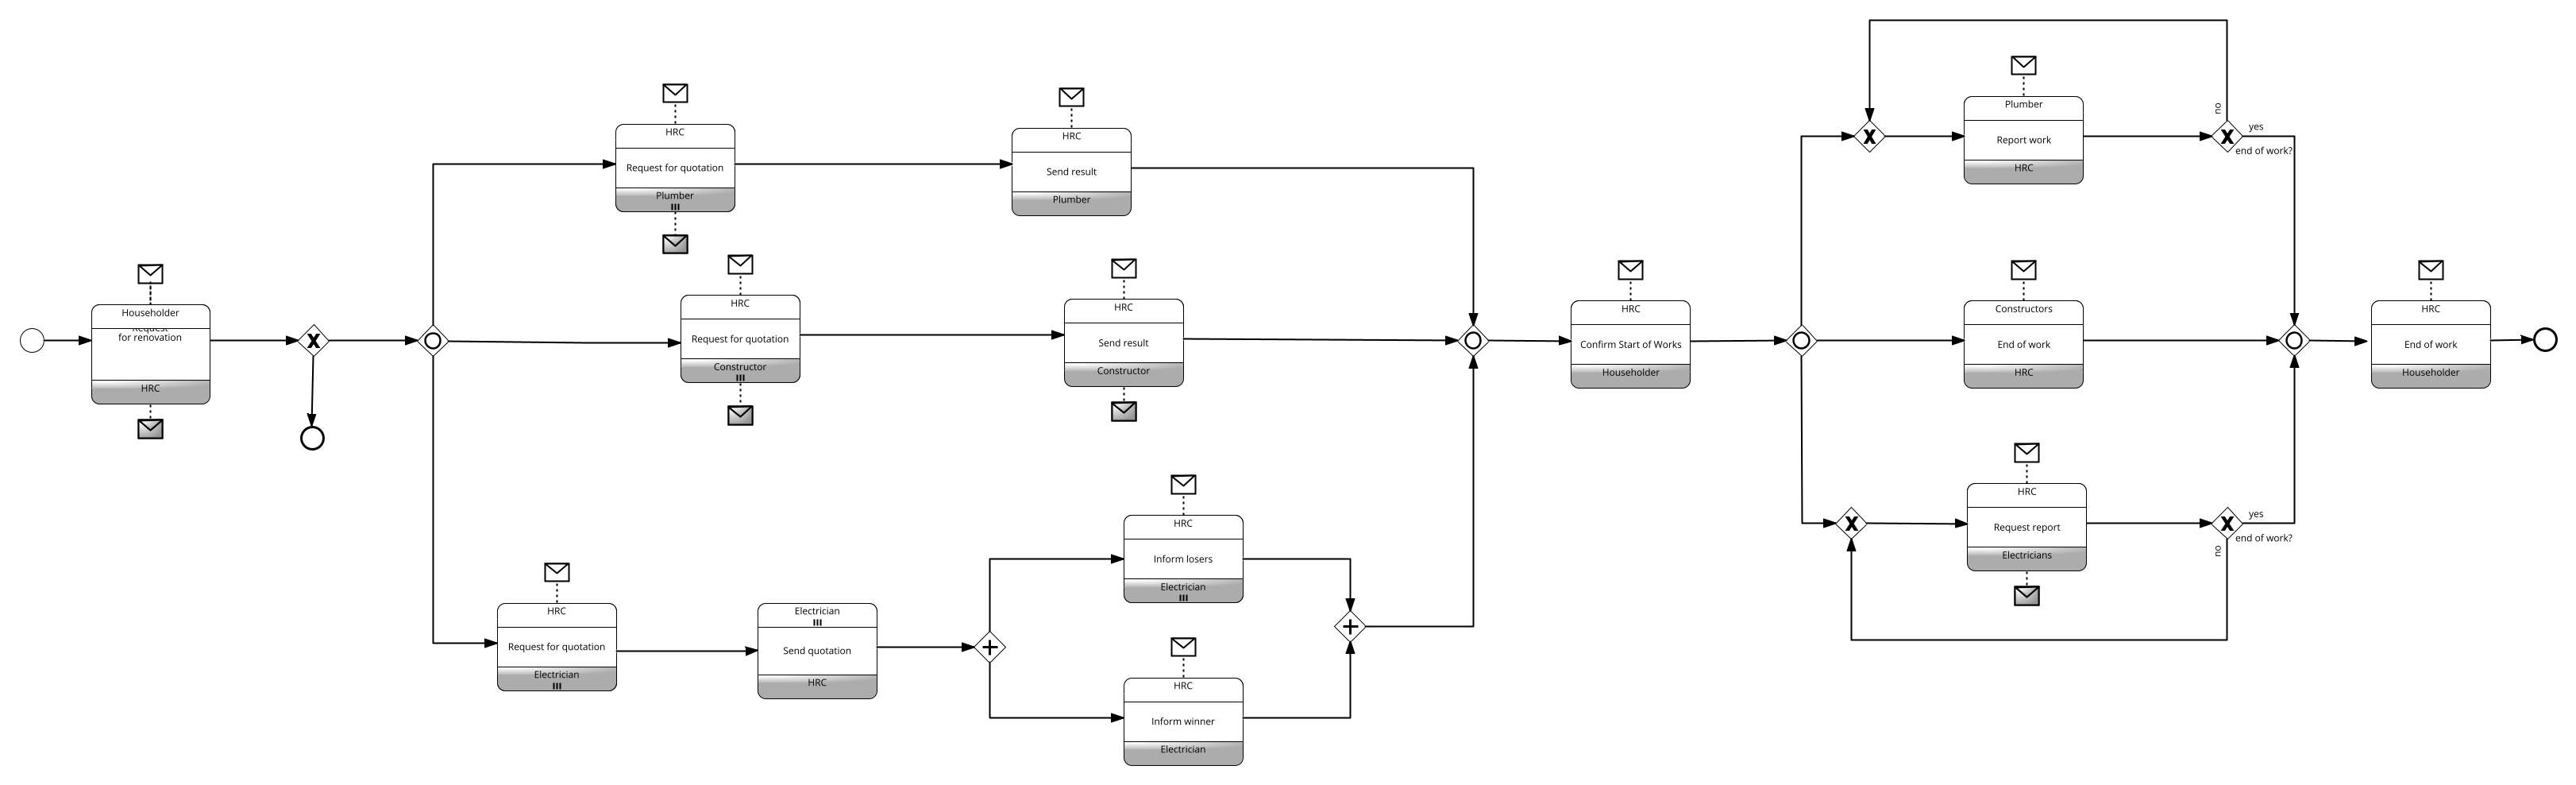 Householder
Request
for renovation
HRC
HRC
Request for quotation
Plumber
HRC
Send result
Plumber
HRC
Request for quotation
Constructor
HRC
Send result
Constructor
HRC
Request for quotation
Electrician
Electrician
Send quotation
HRC
HRC
Inform losers
Electrician
HRC
Inform winner
Electrician
HRC
Confirm Start of Works
Householder
Plumber
Report work
HRC
no
yes
end of work?
Constructors
End of work
HRC
HRC
Request report
Electricians
yes
end of work?
no
HRC
End of work
Householder